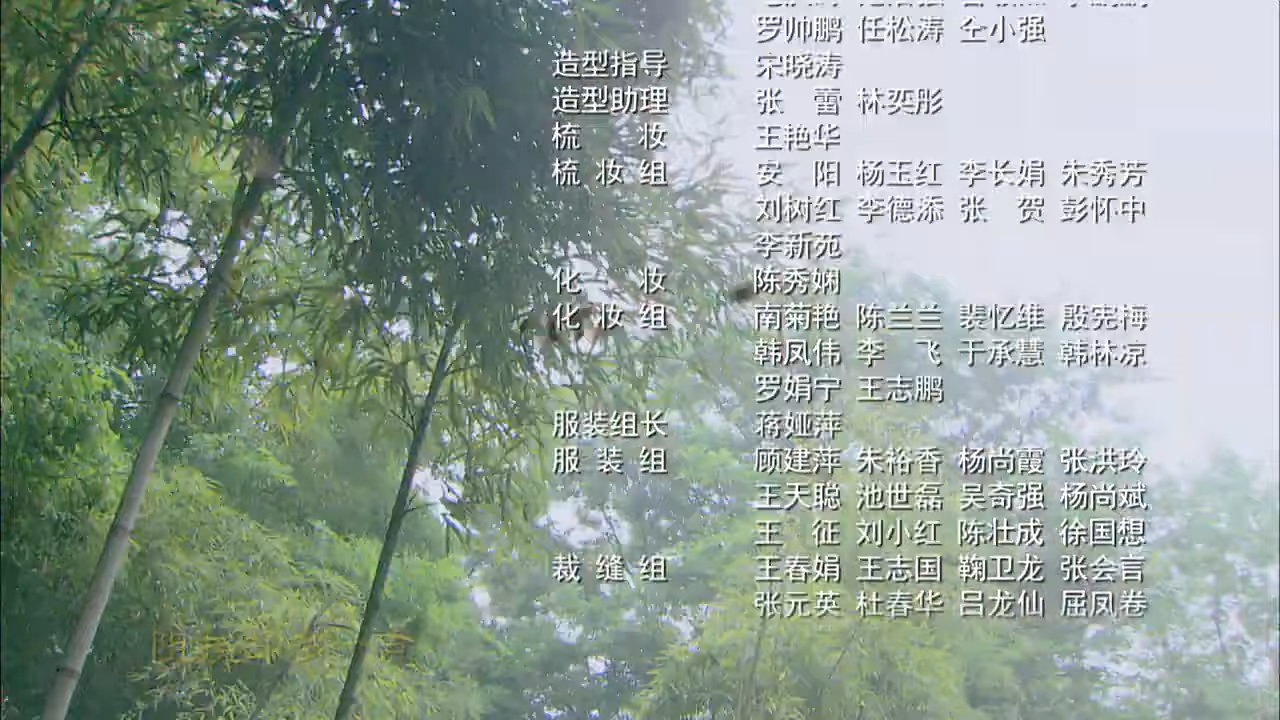 罗帅鹏 任松涛 仝小强
造型指导 宋晓涛
造型助理 张 蕾 林奕彤
梳 妆 王艳华
梳 妆 组 安 阳 杨玉红 李长娟 朱秀芳
刘树红 李德添 张 贺 彭怀中
李新苑
化 妆 陈秀娴
化 妆 组 南菊艳 陈兰兰 裴忆维 殷宪梅
韩凤伟 李 飞 于承慧 韩林凉
罗娟宁 王志鹏
服装组长 蒋娅萍
服 装 组 顾建萍 朱裕香 杨尚霞 张洪玲
王天聪 池世磊 吴奇强 杨尚斌
王 征 刘小红 陈壮成 徐国想
裁 缝 组 王春娟 王志国 鞠卫龙 张会言
张元英 杜春华 吕龙仙 屈凤卷